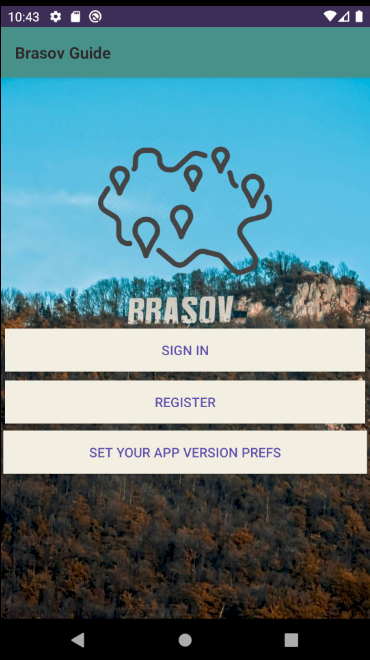 10:43
Brasov Guide
BRASOV
SIGN IN
REGISTER
SET YOUR APP VERSION PREFS